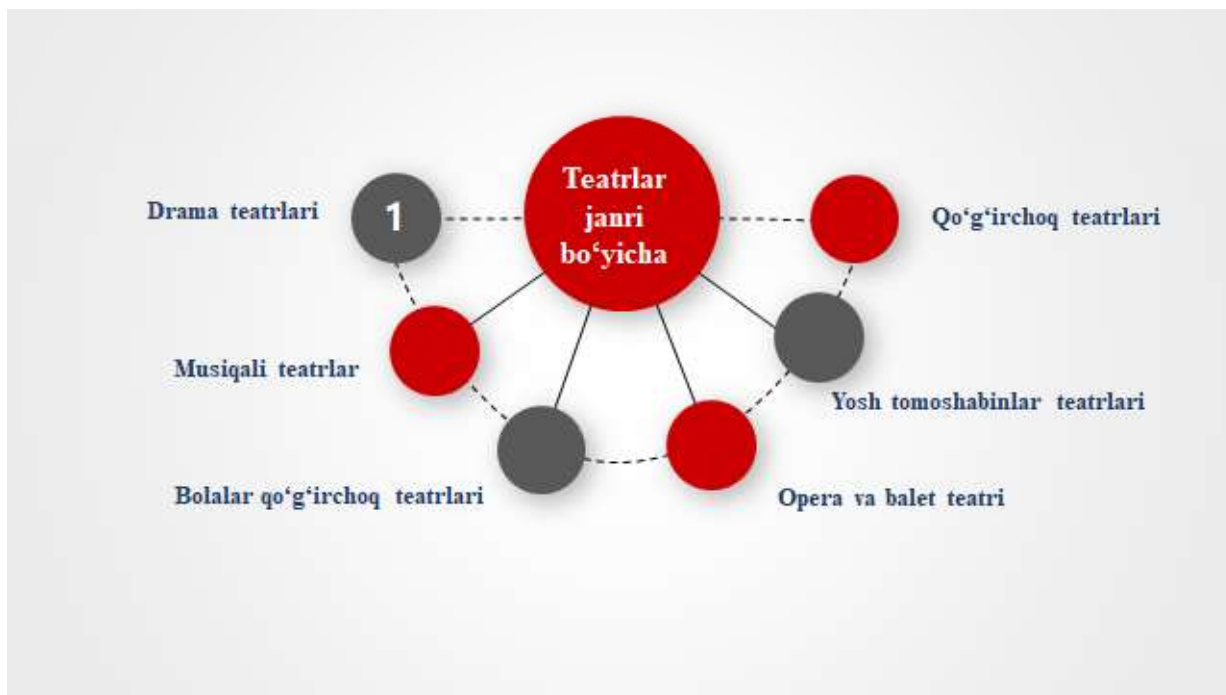 Teatrlar
janri
bo‘yicha
Drama teatrlari
1
Qo‘g‘irchoq teatrlari
Musiqali teatrlar
Yosh tomoshabinlar teatrlari
Bolalar qo‘g‘irchoq teatrlari
Opera va balet teatri